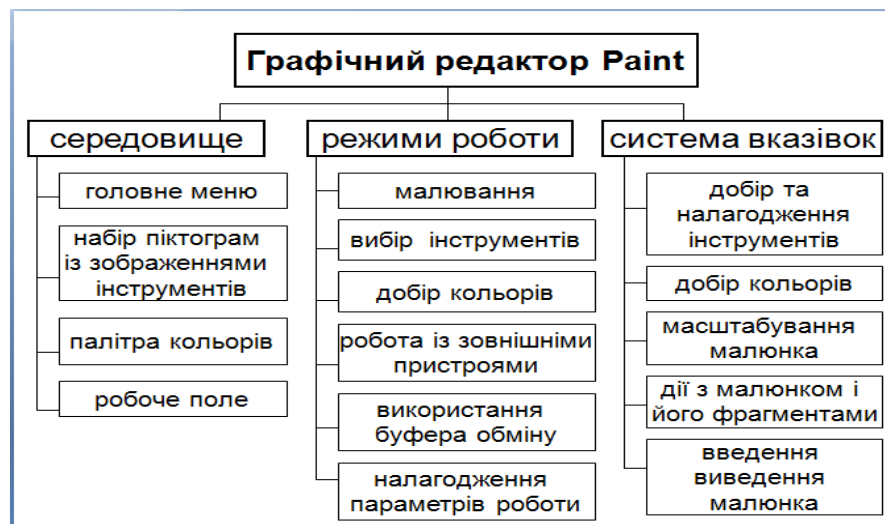 Графічний редактор Paint
середовище
головне меню
набір піктограм
із зображеннями
інструментів
палітра кольорів
робоче поле
режими роботи
малювання
вибір інструментів
добір кольорів
робота із зовнішніми
пристроями
використання
буфера обміну
налагодження
параметрів роботи
система вказівок
добір та
налагодження
інструментів
добір кольорів
масштабування
малюнка
дії з малюнком і
його фрагментами
введення
виведення
малюнка